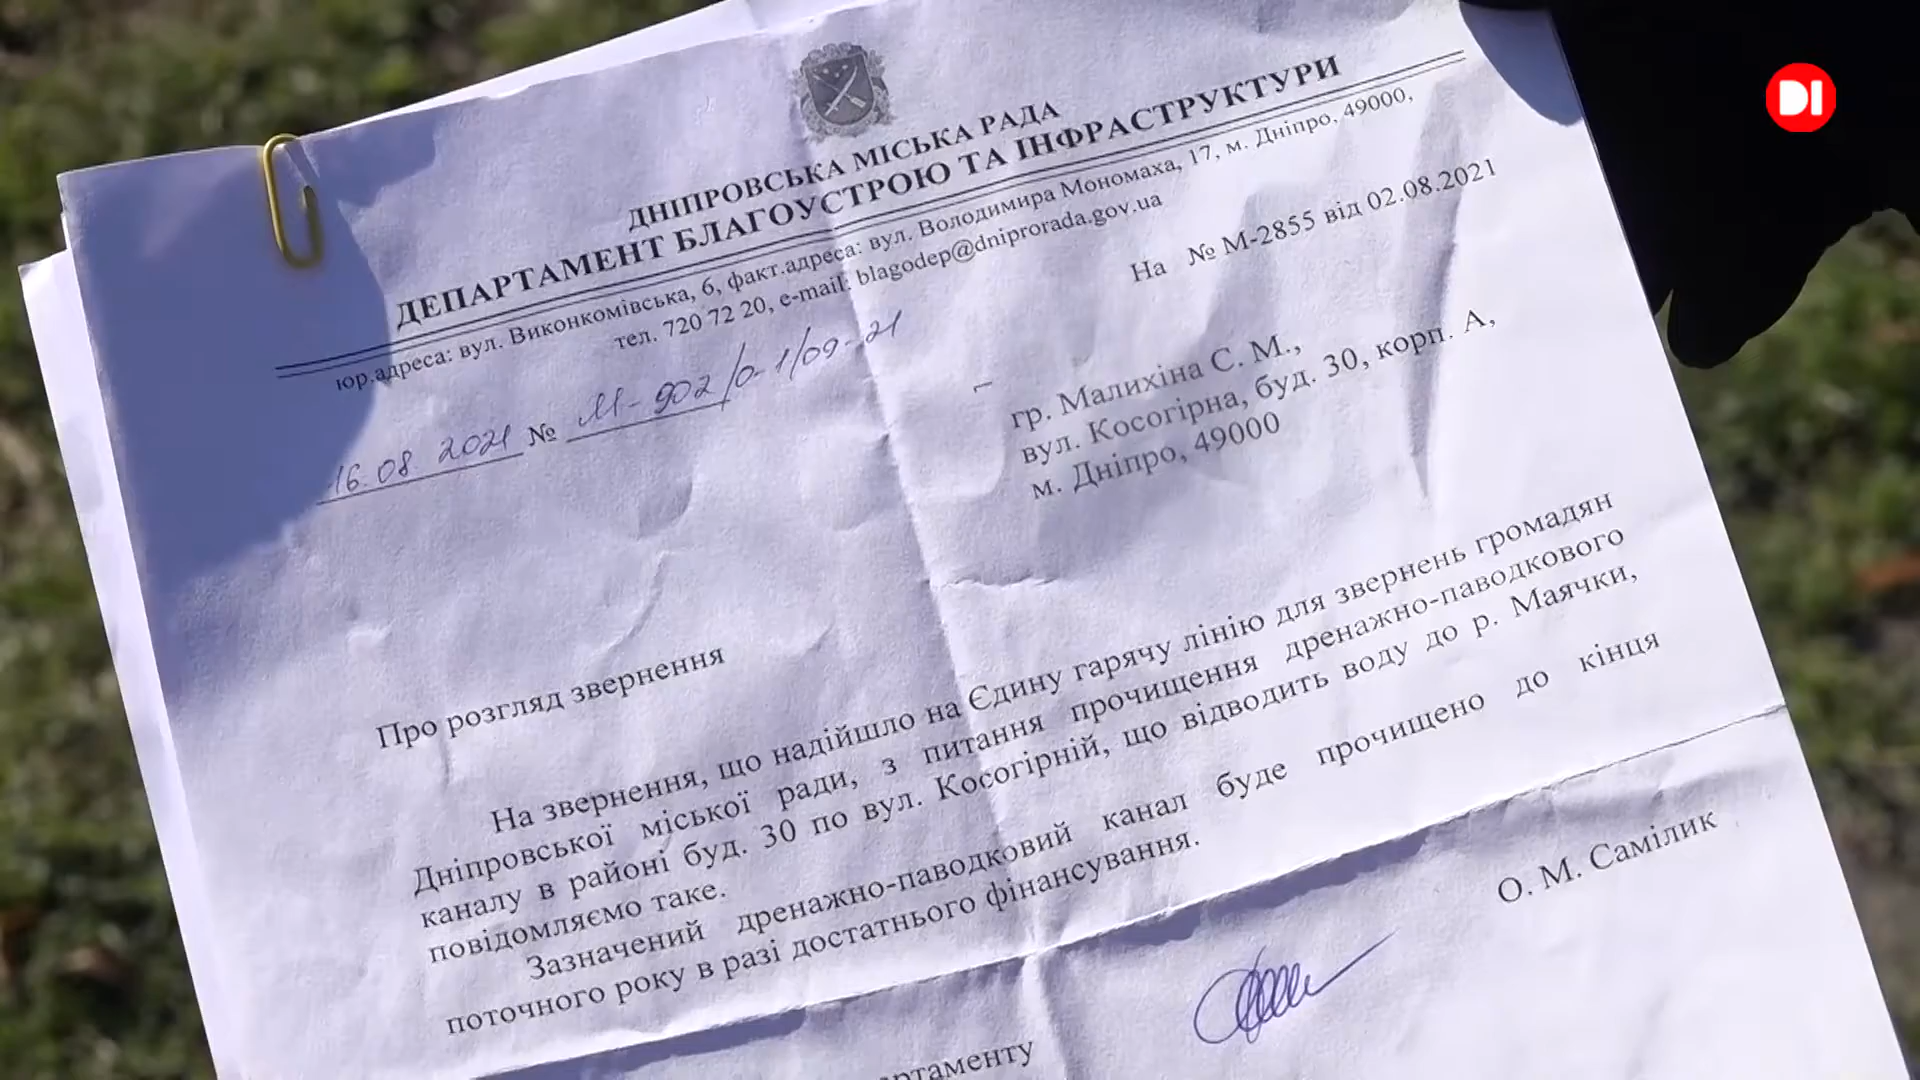 DI
ДНІПРОВСЬКА МІСЬКА РАДА
ДЕПАРТАМЕНТ БЛАГОУСТРОЮ ТА ІНФРАСТРУКТУРИ
юр.адреса: вул. Виконкомівська, 6, факт.адреса: вул. Володимира Мономаха, 17, м. Дніпро, 49000,
тел. 720 72 20, e-mail: blagodep@dniprorada.gov.ua
16.08 2021 № М-902/0-1/09-21
На № М-2855 від 02.08.2021
гр. Малихіна С. М.,
вул. Косогірна, буд. 30, корп. А,
м. Дніпро, 49000
Про розгляд звернення
На звернення, що надійшло на Єдину гарячу лінію для звернень громадян
Дніпровської міської ради, з питання прочищення дренажно-паводкового
каналу в районі буд. 30 по вул. Косогірній, що відводить воду до р. Маячки,
повідомляємо таке.
Зазначений дренажно-паводковий канал буде прочищено до кінця
поточного року в разі достатнього фінансування.
О. М. Самілик